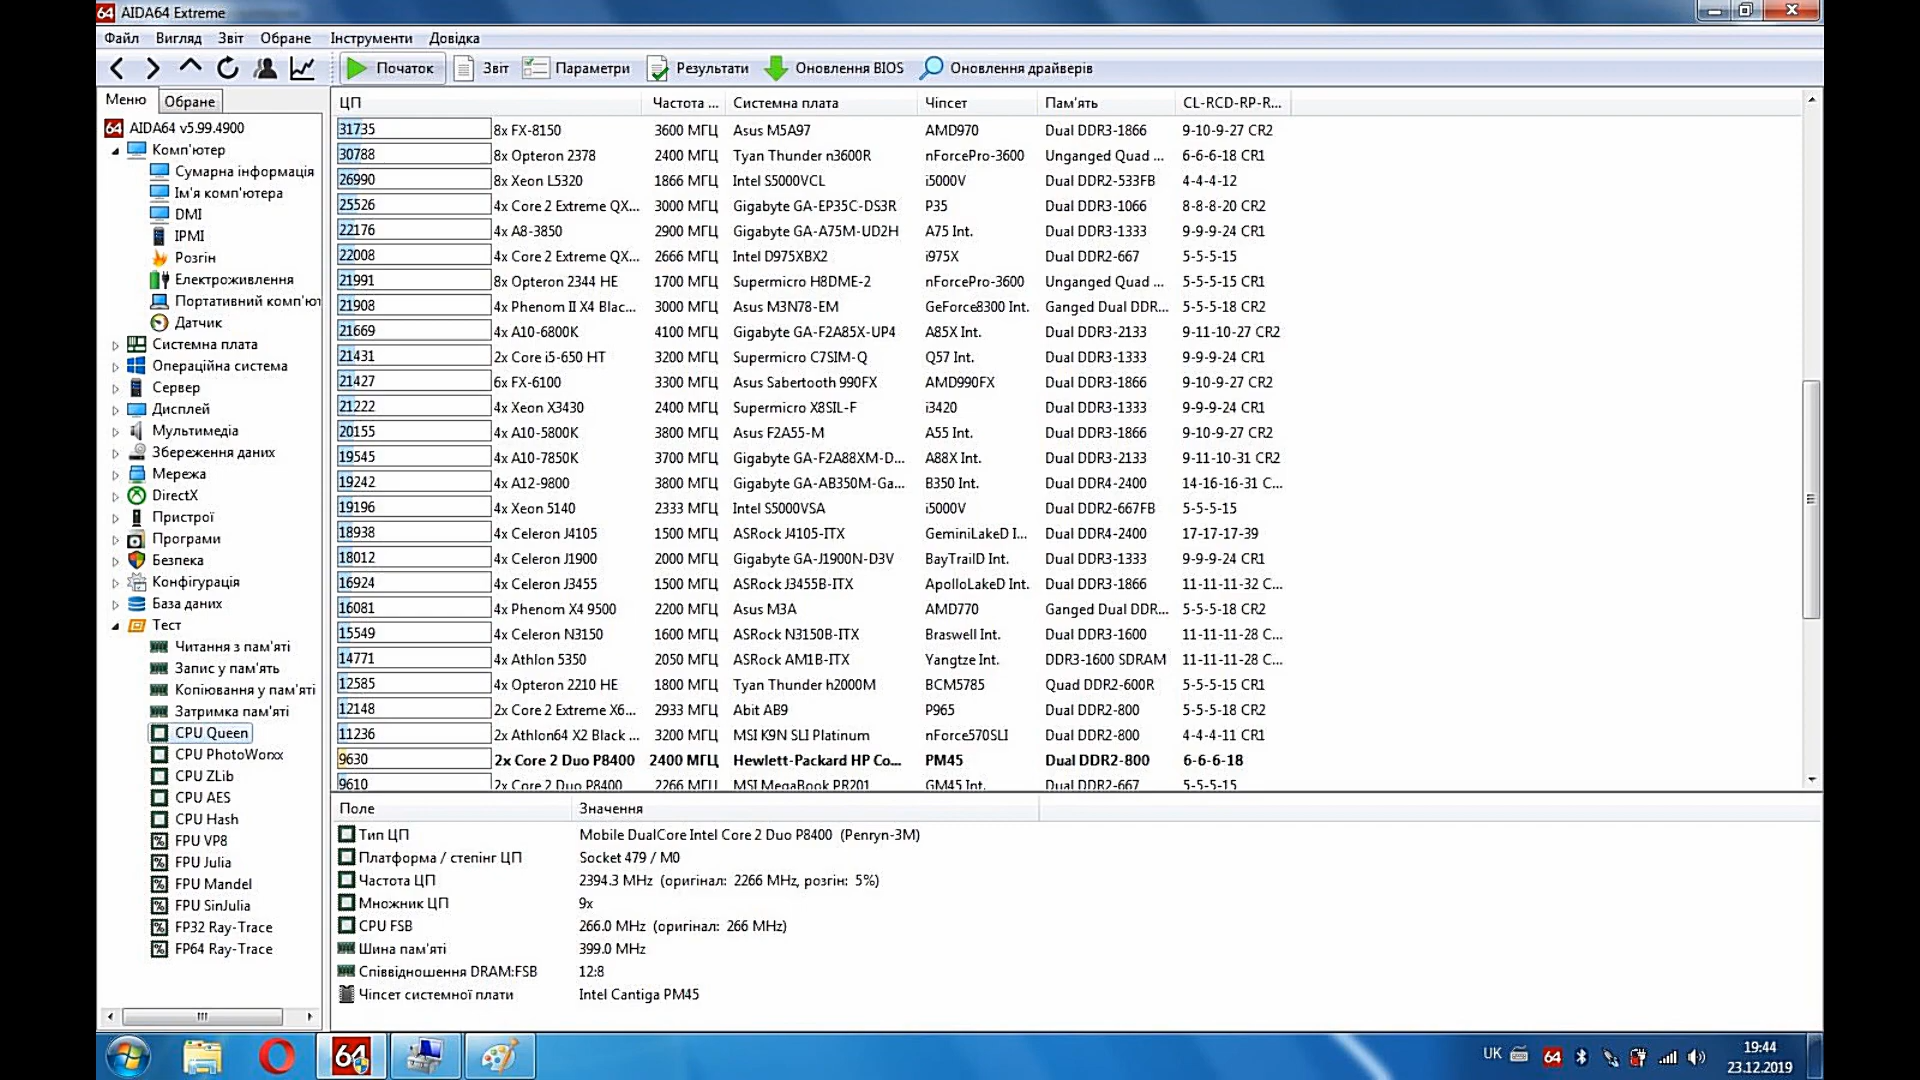 AIDA64 Extreme
Файл Вигляд Звіт Обране Інструменти Довідка
Початок Звіт Параметри Результати Оновлення BIOS Оновлення драйверів
Меню Обране
AIDA64 v5.99.4900
Комп'ютер
Сумарна інформація
Ім'я комп'ютера
DMI
IPMI
Розгін
Електроживлення
Портативний комп'ют
Датчик
Системна плата
Операційна система
Сервер
Дисплей
Мультимедіа
Збереження даних
Мережа
DirectX
Пристрої
Програми
Безпека
Конфігурація
База даних
Тест
Читання з пам'яті
Запис у пам'ять
Копіювання у пам'яті
Затримка пам'яті
CPU Queen
CPU PhotoWorxx
CPU ZLib
CPU AES
CPU Hash
FPU VP8
FPU Julia
FPU Mandel
FPU SinJulia
FP32 Ray-Trace
FP64 Ray-Trace
ЦП Частота ... Системна плата Чіпсет Пам'ять CL-RCD-RP-R...
31735 8x FX-8150 3600 МГЦ Asus M5A97 AMD970 Dual DDR3-1866 9-10-9-27 CR2
30788 8x Opteron 2378 2400 МГЦ Tyan Thunder n3600R nForcePro-3600 Unganged Quad ... 6-6-6-18 CR1
26990 8x Xeon L5320 1866 МГЦ Intel S5000VCL i5000V Dual DDR2-533FB 4-4-4-12
25526 4x Core 2 Extreme QX... 3000 МГЦ Gigabyte GA-EP35C-DS3R P35 Dual DDR3-1066 8-8-8-20 CR2
22176 4x A8-3850 2900 МГЦ Gigabyte GA-A75M-UD2H A75 Int. Dual DDR3-1333 9-9-9-24 CR1
22008 4x Core 2 Extreme QX... 2666 МГЦ Intel D975XBX2 i975X Dual DDR2-667 5-5-5-15
21991 8x Opteron 2344 HE 1700 МГЦ Supermicro H8DME-2 nForcePro-3600 Unganged Quad ... 5-5-5-15 CR1
21908 4x Phenom II X4 Blac... 3000 МГЦ Asus M3N78-EM GeForce8300 Int. Ganged Dual DDR... 5-5-5-18 CR2
21669 4x A10-6800K 4100 МГЦ Gigabyte GA-F2A85X-UP4 A85X Int. Dual DDR3-2133 9-11-10-27 CR2
21431 2x Core i5-650 HT 3200 МГЦ Supermicro C7SIM-Q Q57 Int. Dual DDR3-1333 9-9-9-24 CR1
21427 6x FX-6100 3300 МГЦ Asus Sabertooth 990FX AMD990FX Dual DDR3-1866 9-10-9-27 CR2
21222 4x Xeon X3430 2400 МГЦ Supermicro X8SIL-F i3420 Dual DDR3-1333 9-9-9-24 CR1
20155 4x A10-5800K 3800 МГЦ Asus F2A55-M A55 Int. Dual DDR3-1866 9-10-9-27 CR2
19545 4x A10-7850K 3700 МГЦ Gigabyte GA-F2A88XM-D... A88X Int. Dual DDR3-2133 9-11-10-31 CR2
19242 4x A12-9800 3800 МГЦ Gigabyte GA-AB350M-Ga... B350 Int. Dual DDR4-2400 14-16-16-31 C...
19196 4x Xeon 5140 2333 МГЦ Intel S5000VSA i5000V Dual DDR2-667FB 5-5-5-15
18938 4x Celeron J4105 1500 МГЦ ASRock J4105-ITX GeminiLakeD I... Dual DDR4-2400 17-17-17-39
18012 4x Celeron J1900 2000 МГЦ Gigabyte GA-J1900N-D3V BayTrailD Int. Dual DDR3-1333 9-9-9-24 CR1
16924 4x Celeron J3455 1500 МГЦ ASRock J3455B-ITX ApolloLakeD Int. Dual DDR3-1866 11-11-11-32 C...
16081 4x Phenom X4 9500 2200 МГЦ Asus M3A AMD770 Ganged Dual DDR... 5-5-5-18 CR2
15549 4x Celeron N3150 1600 МГЦ ASRock N3150B-ITX Braswell Int. Dual DDR3-1600 11-11-11-28 C...
14771 4x Athlon 5350 2050 МГЦ ASRock AM1B-ITX Yangtze Int. DDR3-1600 SDRAM 11-11-11-28 C...
12585 4x Opteron 2210 HE 1800 МГЦ Tyan Thunder h2000M BCM5785 Quad DDR2-600R 5-5-5-15 CR1
12148 2x Core 2 Extreme X6... 2933 МГЦ Abit AB9 P965 Dual DDR2-800 5-5-5-18 CR2
11236 2x Athlon64 X2 Black ... 3200 МГЦ MSI K9N SLI Platinum nForce570SLI Dual DDR2-800 4-4-4-11 CR1
9630 2x Core 2 Duo P8400 2400 МГЦ Hewlett-Packard HP Co... PM45 Dual DDR2-800 6-6-6-18
9610 2x Core 2 Duo P8400 2266 МГЦ MSI MegaBook PR201 GM45 Int. Dual DDR2-667 5-5-5-15
Поле Значення
Тип ЦП Mobile DualCore Intel Core 2 Duo P8400 (Penryn-3M)
Платформа / степінг ЦП Socket 479 / M0
Частота ЦП 2394.3 MHz (оригінал: 2266 MHz, розгін: 5%)
Множник ЦП 9x
CPU FSB 266.0 MHz (оригінал: 266 MHz)
Шина пам'яті 399.0 MHz
Співвідношення DRAM:FSB 12:8
Чіпсет системної плати Intel Cantiga PM45
UK 64 19:44
23.12.2019